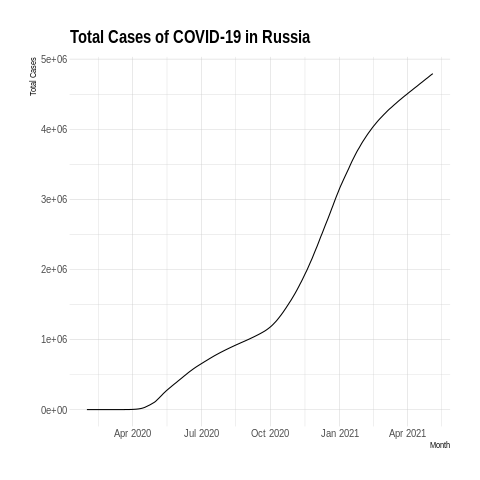 Total Cases of COVID-19 in Russia
Total Cases
5e+06
4e+06
3e+06
2e+06
1e+06
0e+00
Apr 2020 Jul 2020 Oct 2020 Jan 2021 Apr 2021
Month